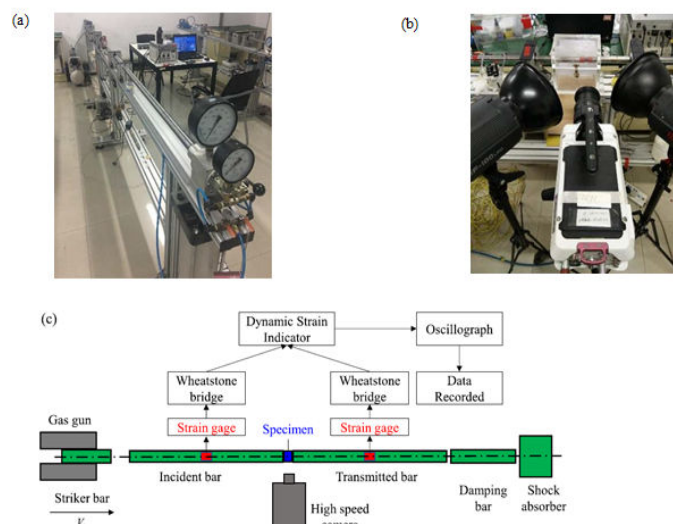 (a)
(b)
(c)
Dynamic Strain
Indicator
Oscillograph
Wheatstone
bridge
Wheatstone
bridge
Data
Recorded
Gas gun
Strain gage
Specimen
Strain gage
Striker bar
Incident bar
Transmitted bar
Damping
bar
Shock
absorber
V
High speed